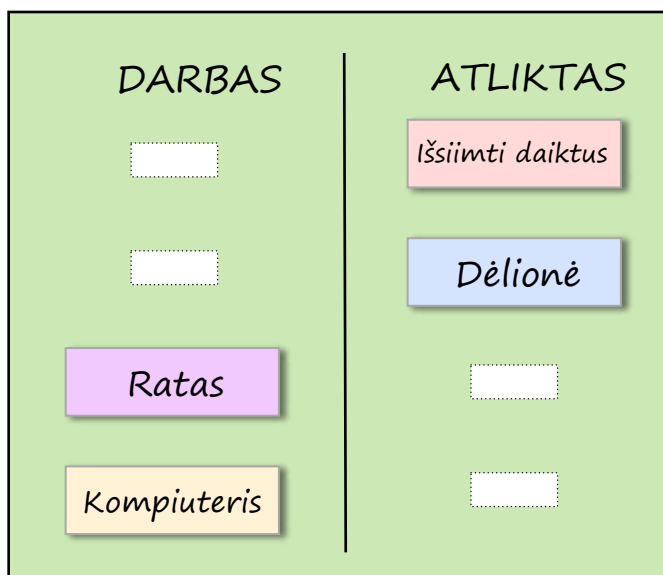 DARBAS
Ratas
Kompiuteris
ATLIKTAS
Išsiimti daiktus
Dėlionė